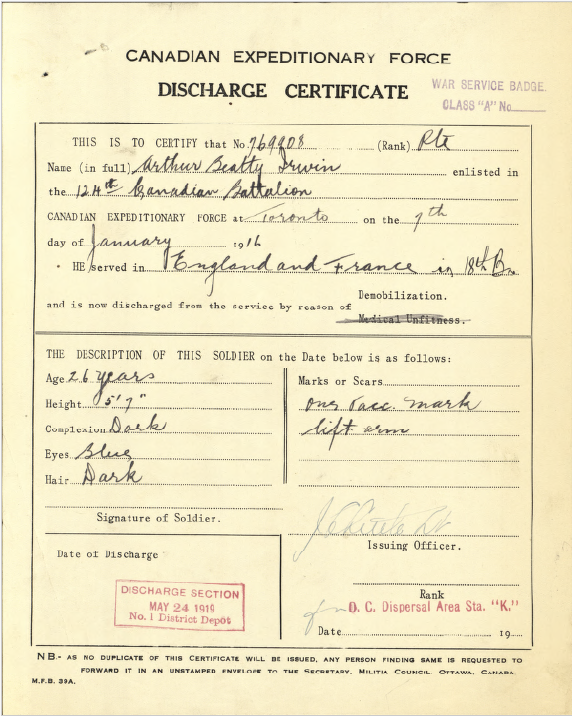 CANADIAN EXPEDITIONARY FORCE
DISCHARGE CERTIFICATE
WAR SERVICE BADGE.
CLASS "A" No
THIS IS TO CERTIFY that No. 769908 (Rank) Pte
Name (in full) Arthur Beatty Irwin enlisted in
the 124th Canadian Battalion
CANADIAN EXPEDITIONARY FORCE at Toronto on the 7th
day of January 1916
HE served in England and France in 18th Bn
and is now discharged from the service by reason of Demobilization.
Medical Unfitness.
THE DESCRIPTION OF THIS SOLDIER on the Date below is as follows:
Age 26 years
Height 5' 7"
Complexion Dark
Eyes Blue
Hair Dark
Marks or Scars
one vacc. mark
left arm
Signature of Soldier.
Issuing Officer.
Date of Discharge
DISCHARGE SECTION
MAY 24 1919
No. 1 District Depôt
Rank
for O. C. Dispersal Area Sta. "K."
Date 19
NB.- AS NO DUPLICATE OF THIS CERTIFICATE WILL BE ISSUED, ANY PERSON FINDING SAME IS REQUESTED TO
FORWARD IT IN AN UNSTAMPED ENVELOPE TO THE SECRETARY, MILITIA COUNCIL, OTTAWA, CANADA.
M.F.B. 39A.